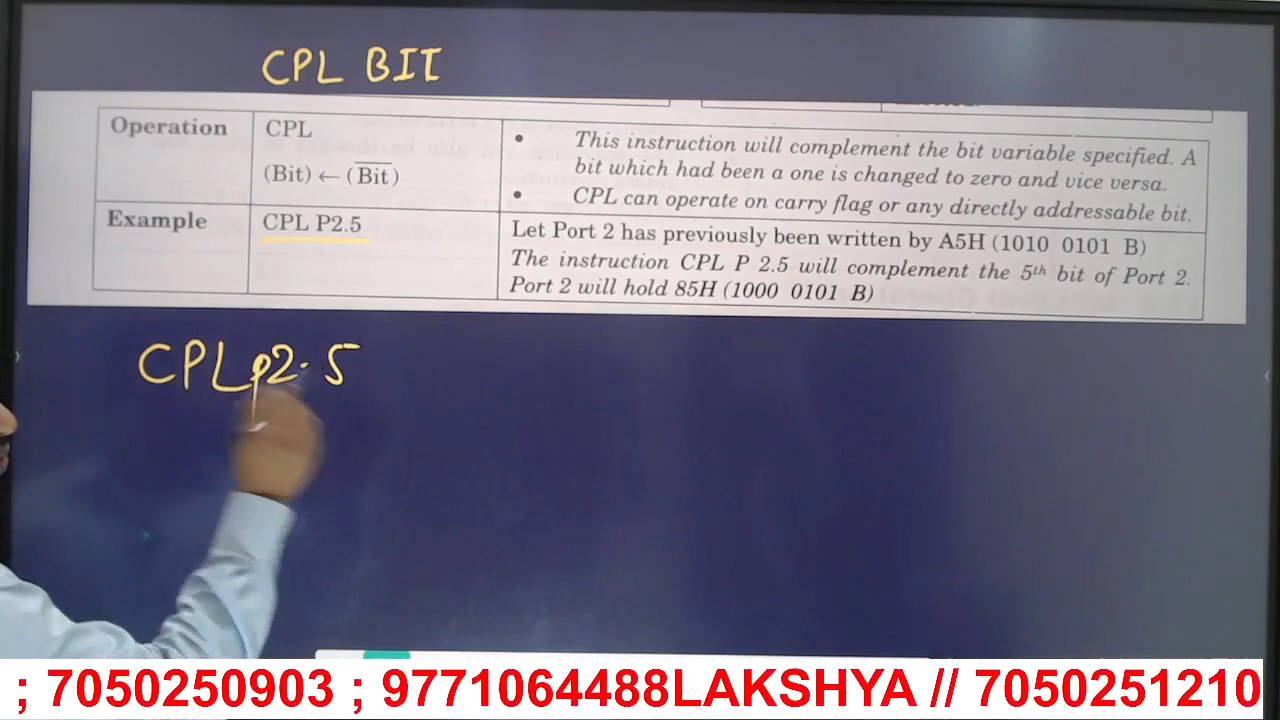 CPL BIT
Operation
CPL
(Bit) ← (B̅i̅t̅)
• This instruction will complement the bit variable specified. A
bit which had been a one is changed to zero and vice versa.
• CPL can operate on carry flag or any directly addressable bit.
Example
CPL P2.5
Let Port 2 has previously been written by A5H (1010 0101 B)
The instruction CPL P 2.5 will complement the 5th bit of Port 2.
Port 2 will hold 85H (1000 0101 B)
CPL P2.5
; 7050250903 ; 9771064488LAKSHYA // 7050251210